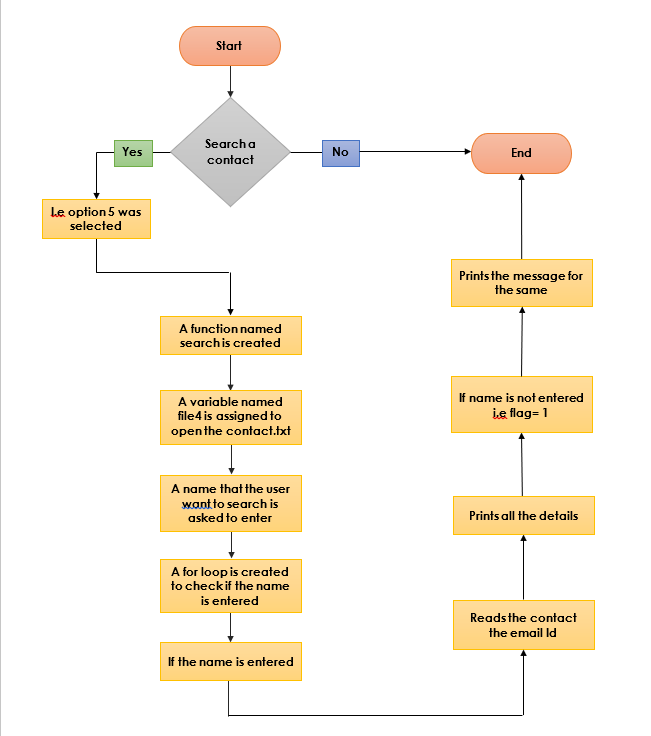 Start
Search a
contact
Yes
No
End
I.e option 5 was
selected
A function named
search is created
A variable named
file4 is assigned to
open the contact.txt
A name that the user
want to search is
asked to enter
A for loop is created
to check if the name
is entered
If the name is entered
Reads the contact
the email Id
Prints all the details
If name is not entered
i.e flag= 1
Prints the message for
the same